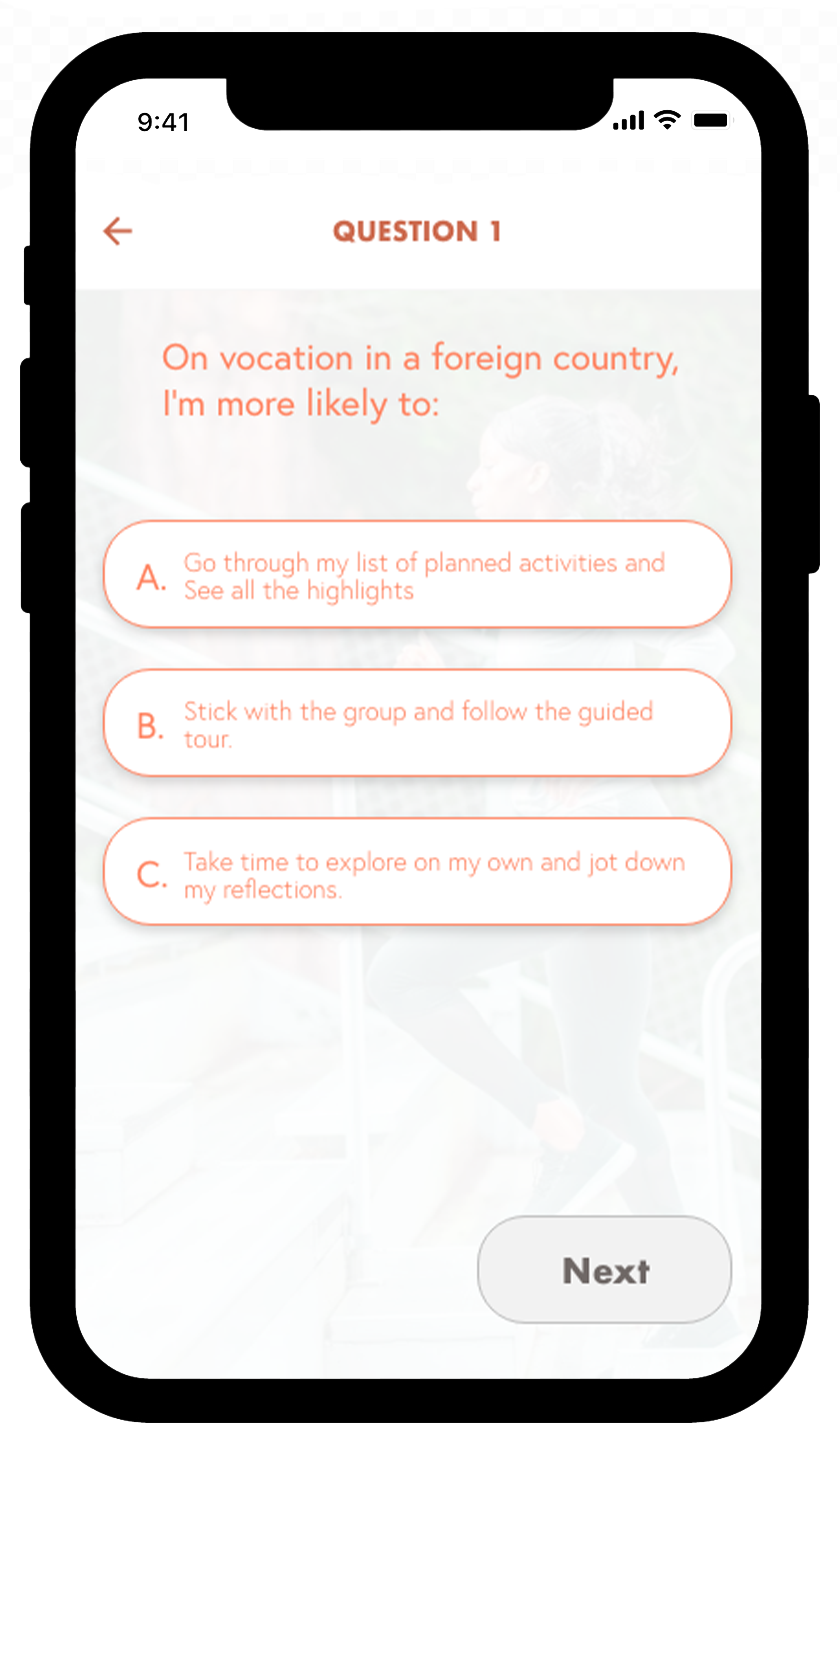 9:41
QUESTION 1
On vocation in a foreign country,
I'm more likely to:
A. Go through my list of planned activities and
See all the highlights
B. Stick with the group and follow the guided
tour.
C. Take time to explore on my own and jot down
my reflections.
Next